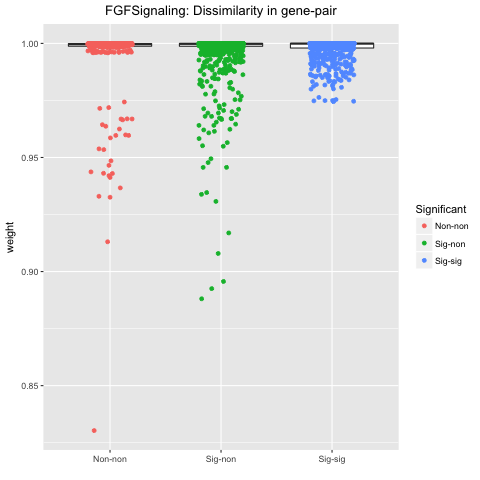 FGFSignaling: Dissimilarity in gene-pair
1.00
0.95
0.90
0.85
weight
Non-non
Sig-non
Sig-sig
Significant
Non-non
Sig-non
Sig-sig